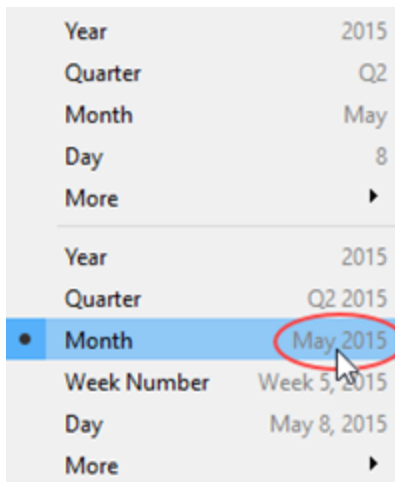 Year 2015
Quarter Q2
Month May
Day 8
More
Year 2015
Quarter Q2 2015
Month May 2015
Week Number Week 5, 2015
Day May 8, 2015
More